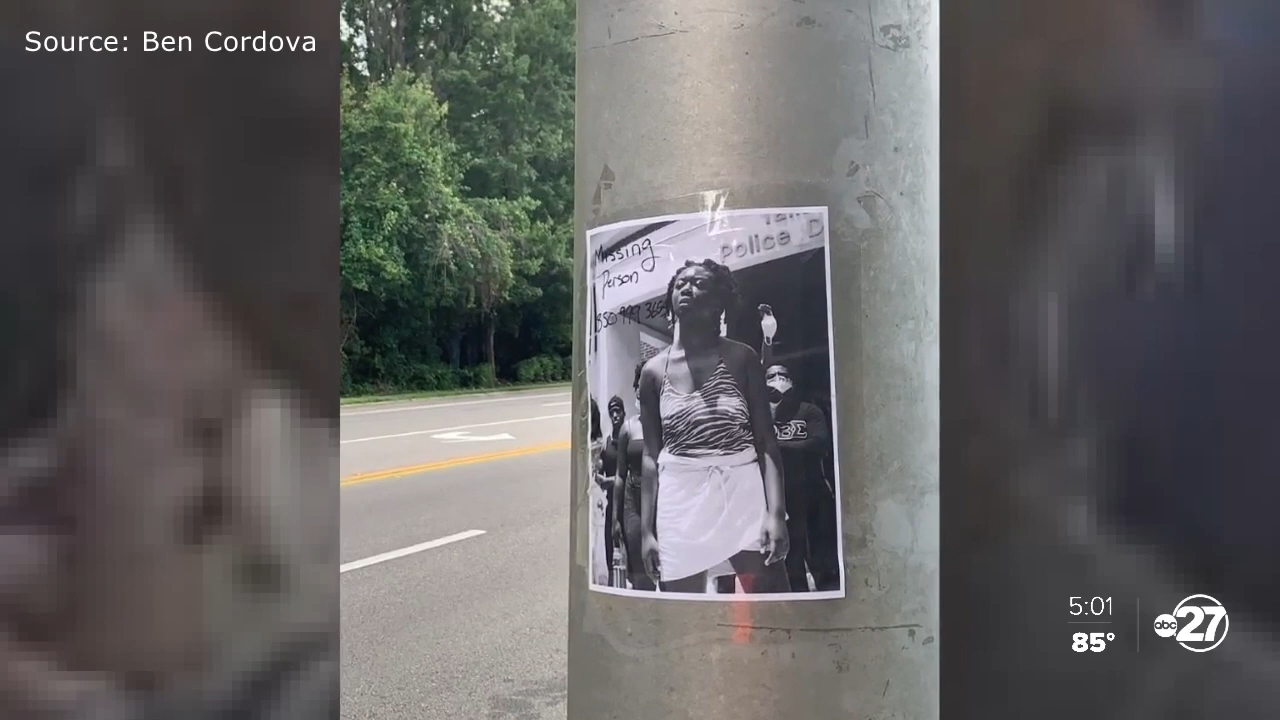 Source: Ben Cordova
Police D
Missing
Person
5:01
85°
abc 27